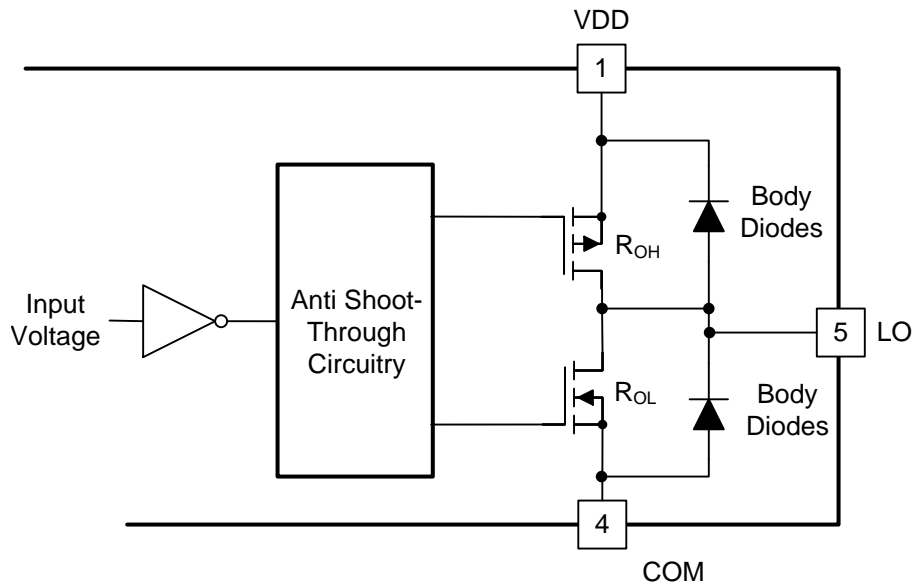 VDD
1
Body
Diodes
R_OH
Input
Voltage
Anti Shoot-
Through
Circuitry
5
LO
R_OL
Body
Diodes
4
COM